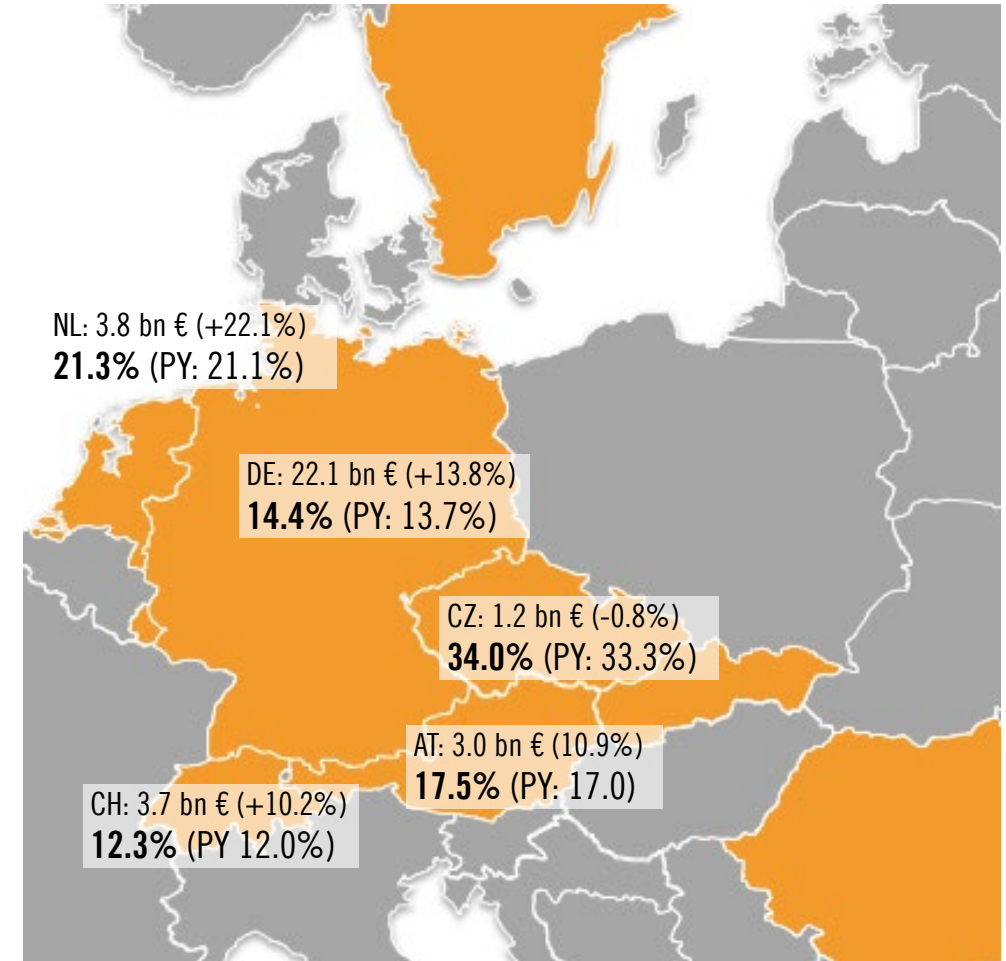 NL: 3.8 bn € (+22.1%)
21.3% (PY: 21.1%)
DE: 22.1 bn € (+13.8%)
14.4% (PY: 13.7%)
CZ: 1.2 bn € (-0.8%)
34.0% (PY: 33.3%)
AT: 3.0 bn € (10.9%)
17.5% (PY: 17.0)
CH: 3.7 bn € (+10.2%)
12.3% (PY 12.0%)